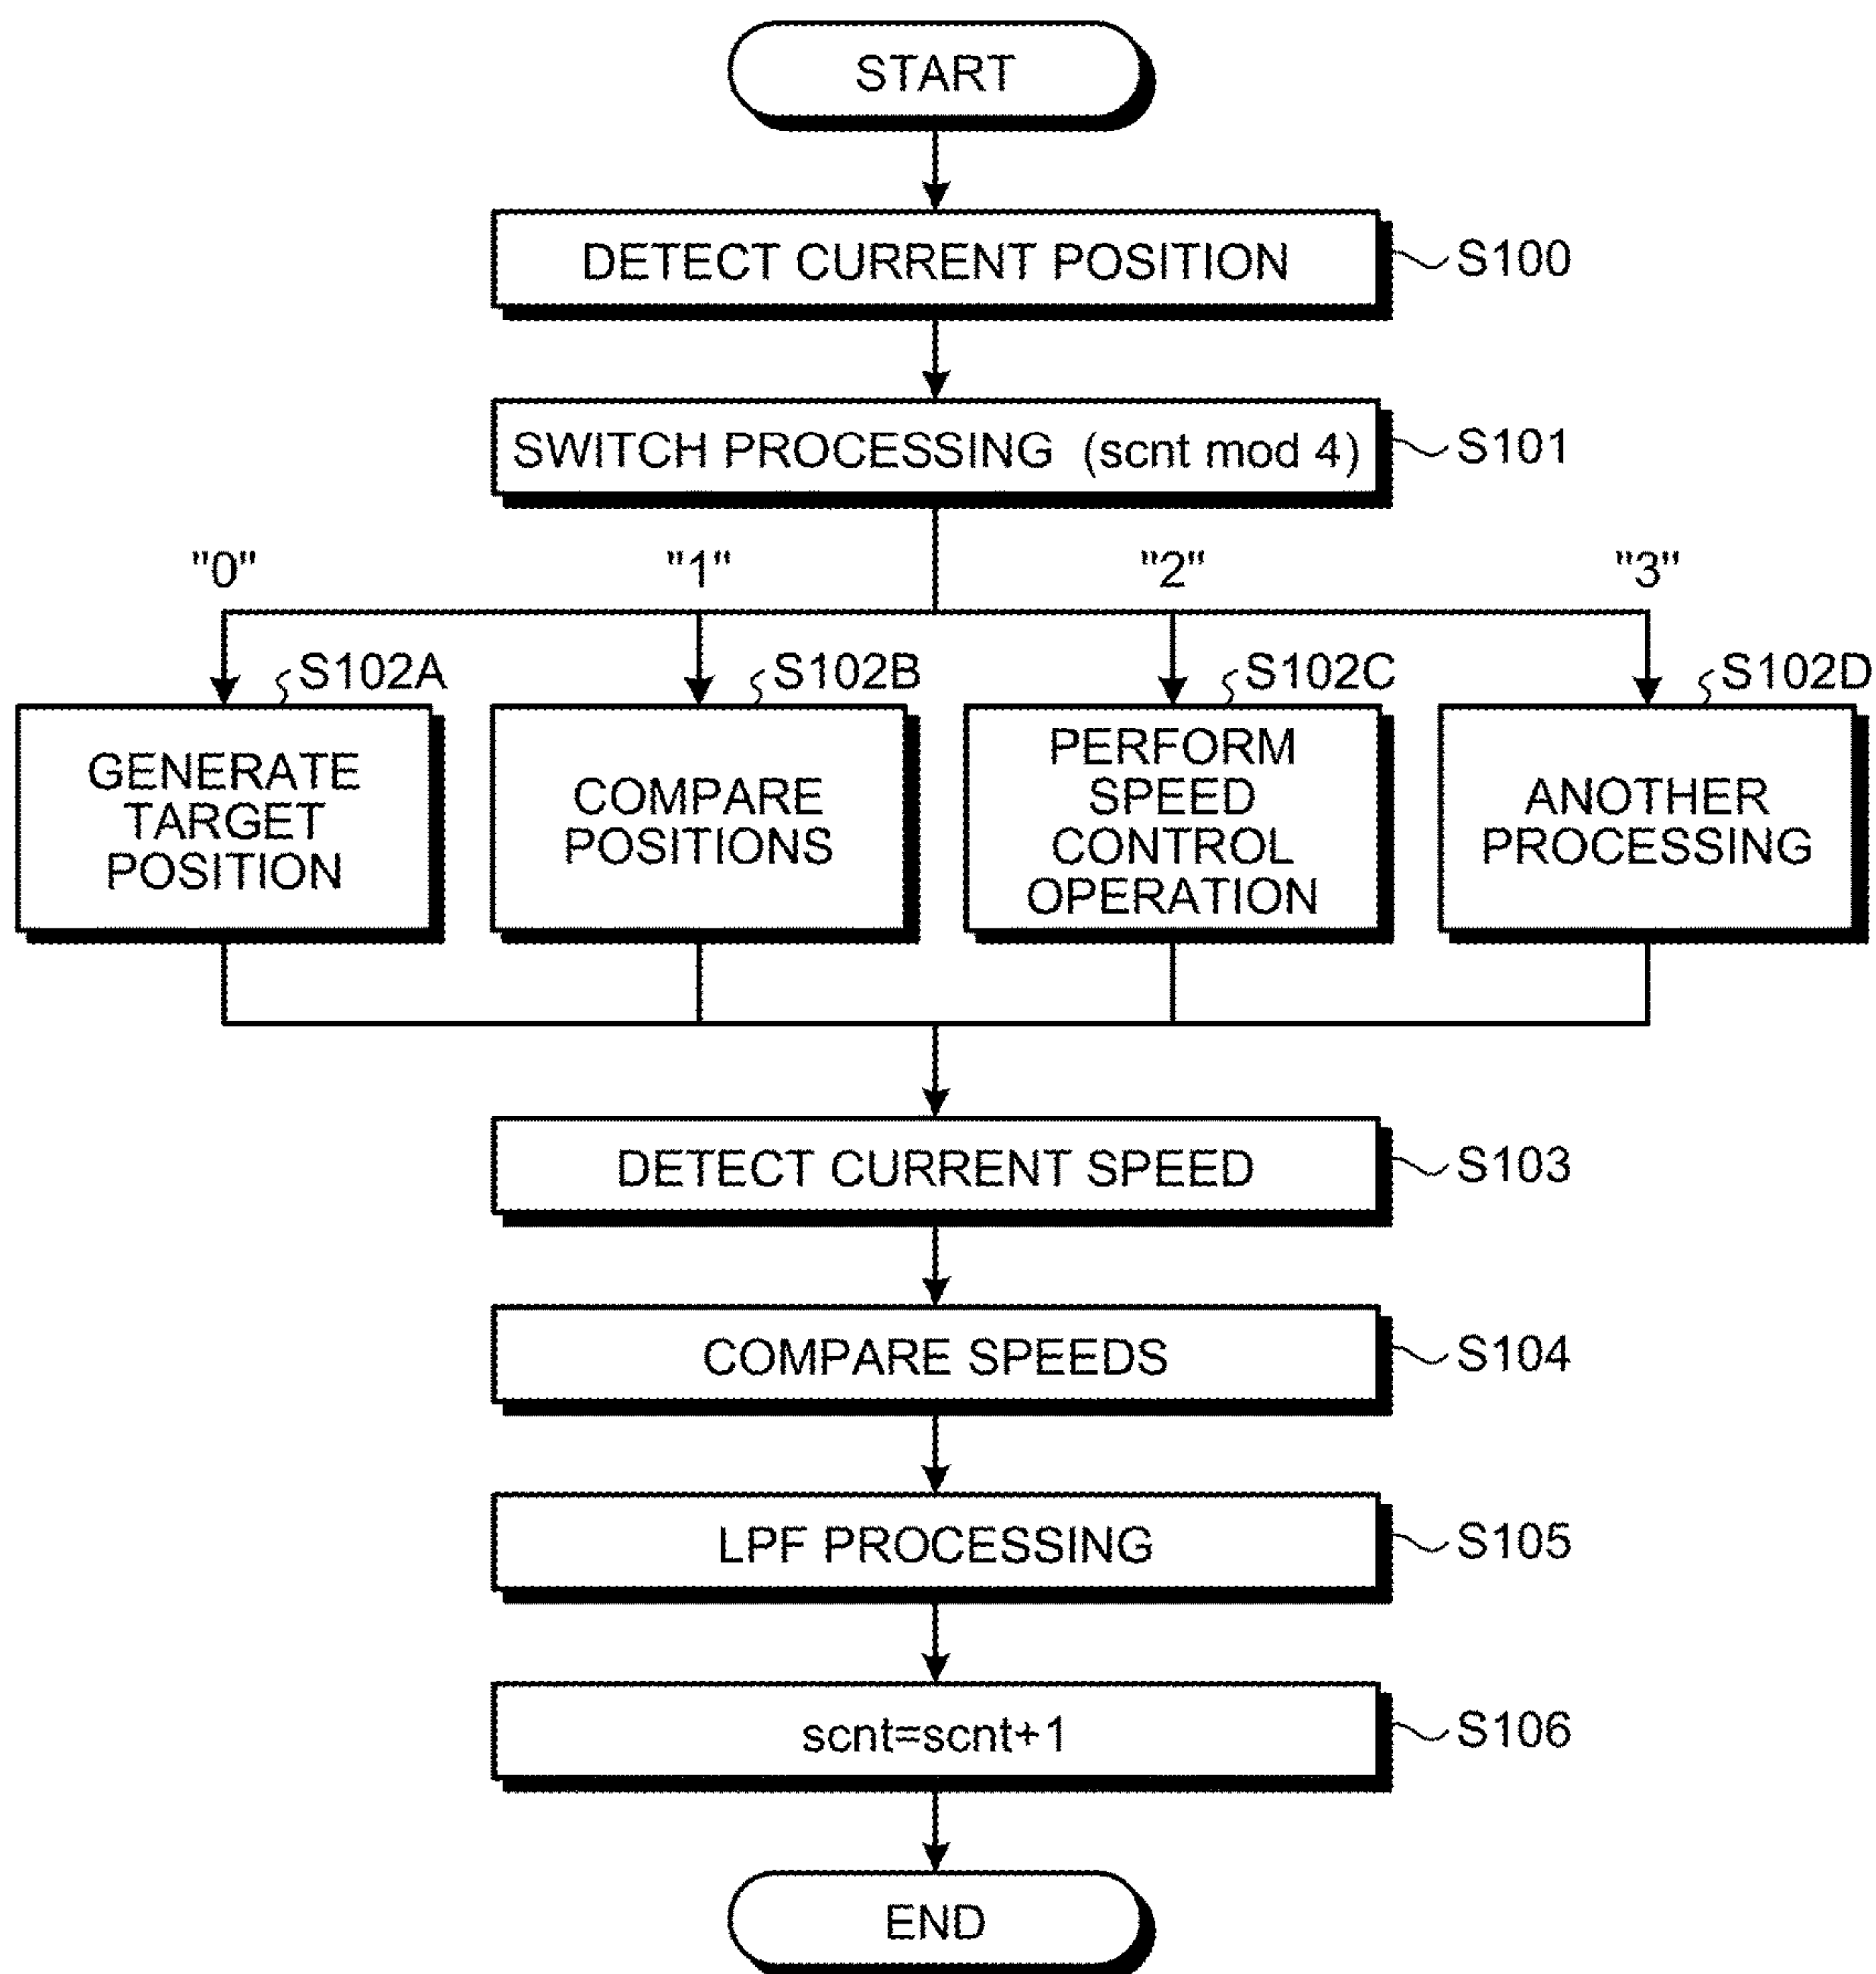 START
DETECT CURRENT POSITION
S100
SWITCH PROCESSING (scnt mod 4)
S101
"0"
"1"
"2"
"3"
S102A
GENERATE
TARGET
POSITION
S102B
COMPARE
POSITIONS
S102C
PERFORM
SPEED
CONTROL
OPERATION
S102D
ANOTHER
PROCESSING
DETECT CURRENT SPEED
S103
COMPARE SPEEDS
S104
LPF PROCESSING
S105
scnt=scnt+1
S106
END